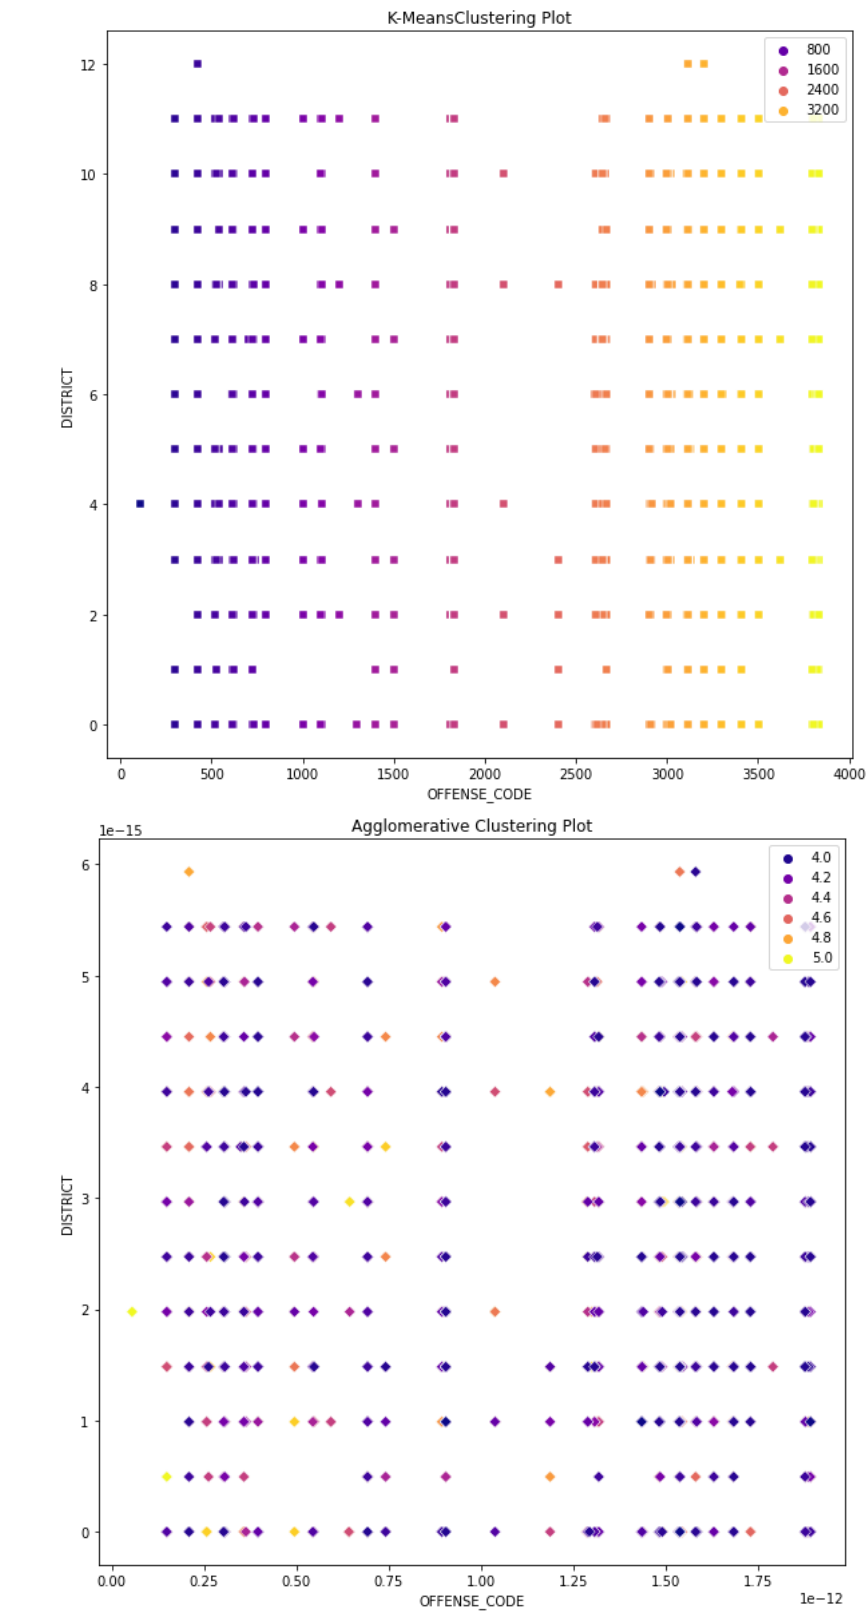 K-MeansClustering Plot
800
1600
2400
3200
12
10
8
6
4
2
0
DISTRICT
0 500 1000 1500 2000 2500 3000 3500 4000
OFFENSE_CODE
Agglomerative Clustering Plot
1e−15
4.0
4.2
4.4
4.6
4.8
5.0
6
5
4
3
2
1
0
DISTRICT
0.00 0.25 0.50 0.75 1.00 1.25 1.50 1.75
1e−12
OFFENSE_CODE